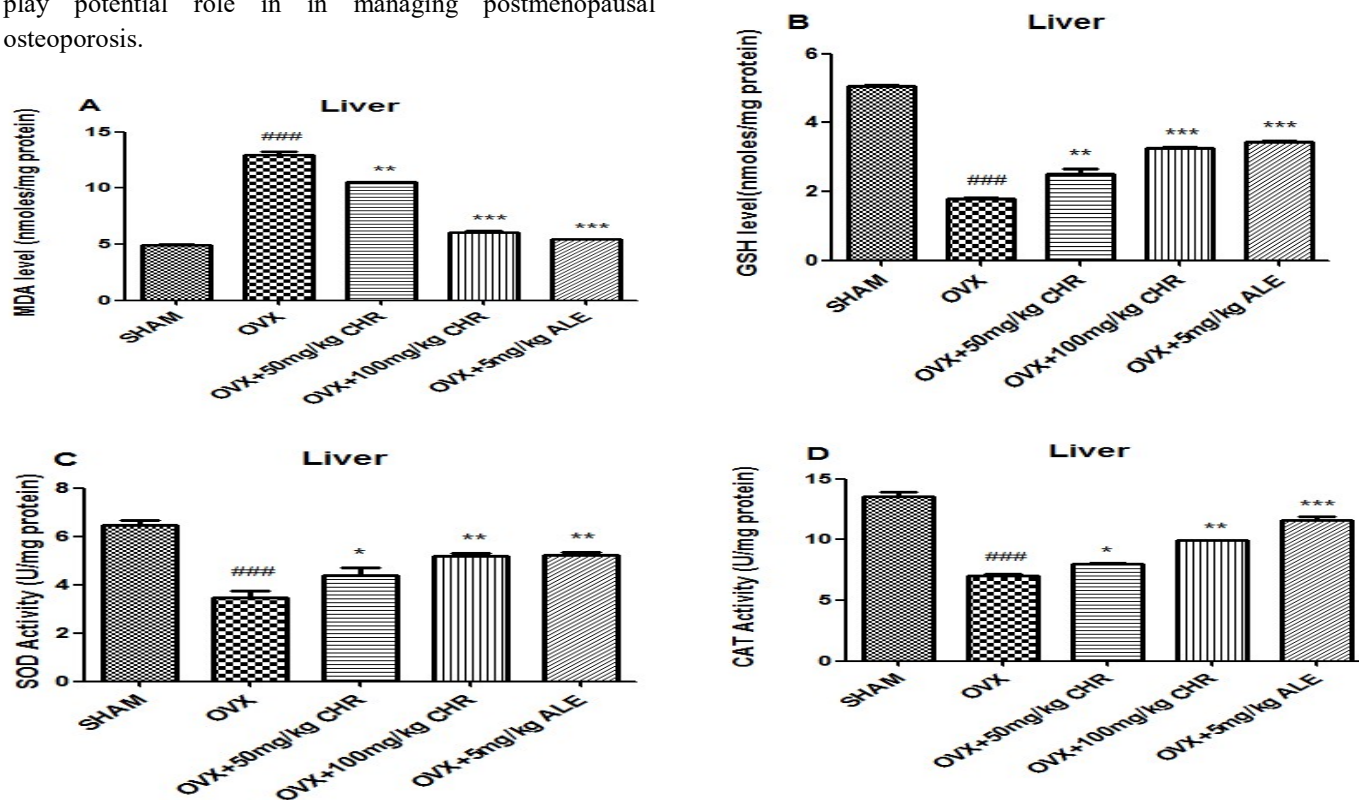 play potential role in in managing postmenopausal
osteoporosis.
A
Liver
MDA level (nmoles/mg protein)
15
10
5
0
###
**
***
***
SHAM
OVX
OVX+50mg/kg CHR
OVX+100mg/kg CHR
OVX+5mg/kg ALE
B
Liver
GSH level(nmoles/mg protein)
6
4
2
0
###
**
***
***
SHAM
OVX
OVX+50mg/kg CHR
OVX+100mg/kg CHR
OVX+5mg/kg ALE
C
Liver
SOD Activity (U/mg protein)
8
6
4
2
0
###
*
**
**
SHAM
OVX
OVX+50mg/kg CHR
OVX+100mg/kg CHR
OVX+5mg/kg ALE
D
Liver
CAT Activity (U/mg protein)
15
10
5
0
###
*
**
***
SHAM
OVX
OVX+50mg/kg CHR
OVX+100mg/kg CHR
OVX+5mg/kg ALE